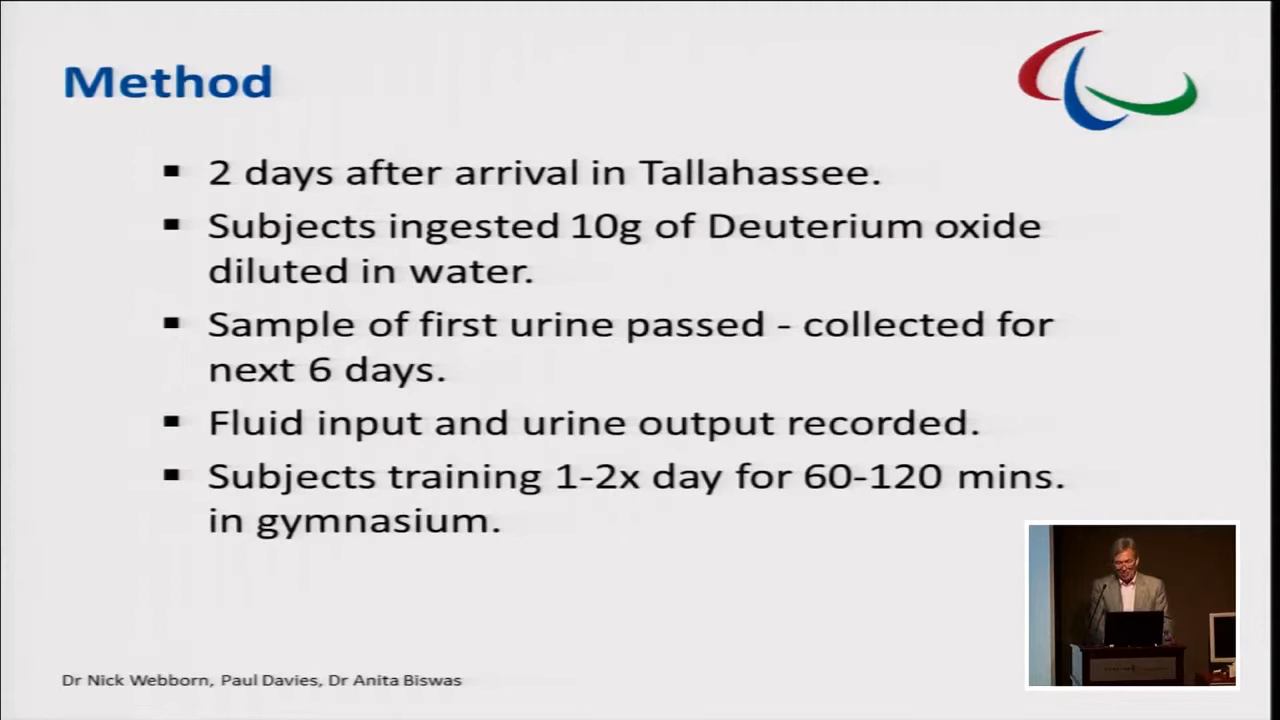 Method
▪ 2 days after arrival in Tallahassee.
▪ Subjects ingested 10g of Deuterium oxide
diluted in water.
▪ Sample of first urine passed - collected for
next 6 days.
▪ Fluid input and urine output recorded.
▪ Subjects training 1-2x day for 60-120 mins.
in gymnasium.
Dr Nick Webborn, Paul Davies, Dr Anita Biswas